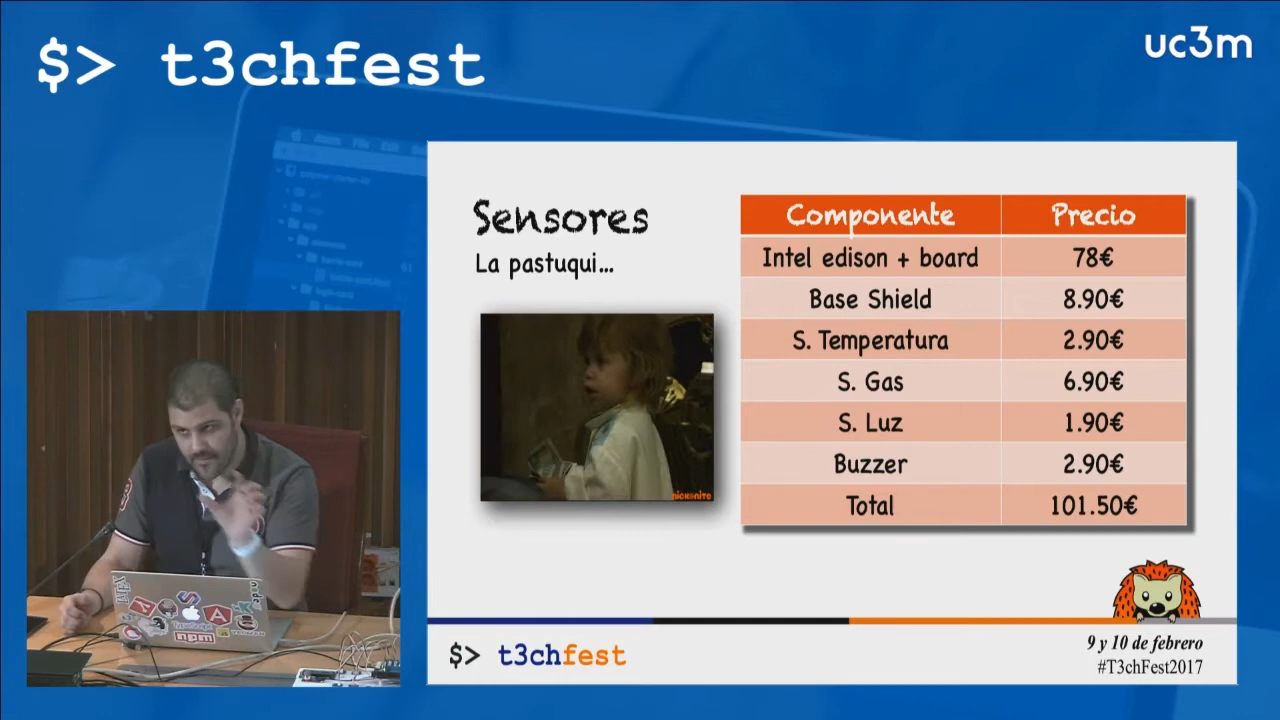 $> t3chfest
uc3m
Sensores
La pastuqui...
Componente Precio
Intel edison + board 78€
Base Shield 8.90€
S. Temperatura 2.90€
S. Gas 6.90€
S. Luz 1.90€
Buzzer 2.90€
Total 101.50€
TypeScript
npm
$> t3chfest
9 y 10 de febrero
#T3chFest2017